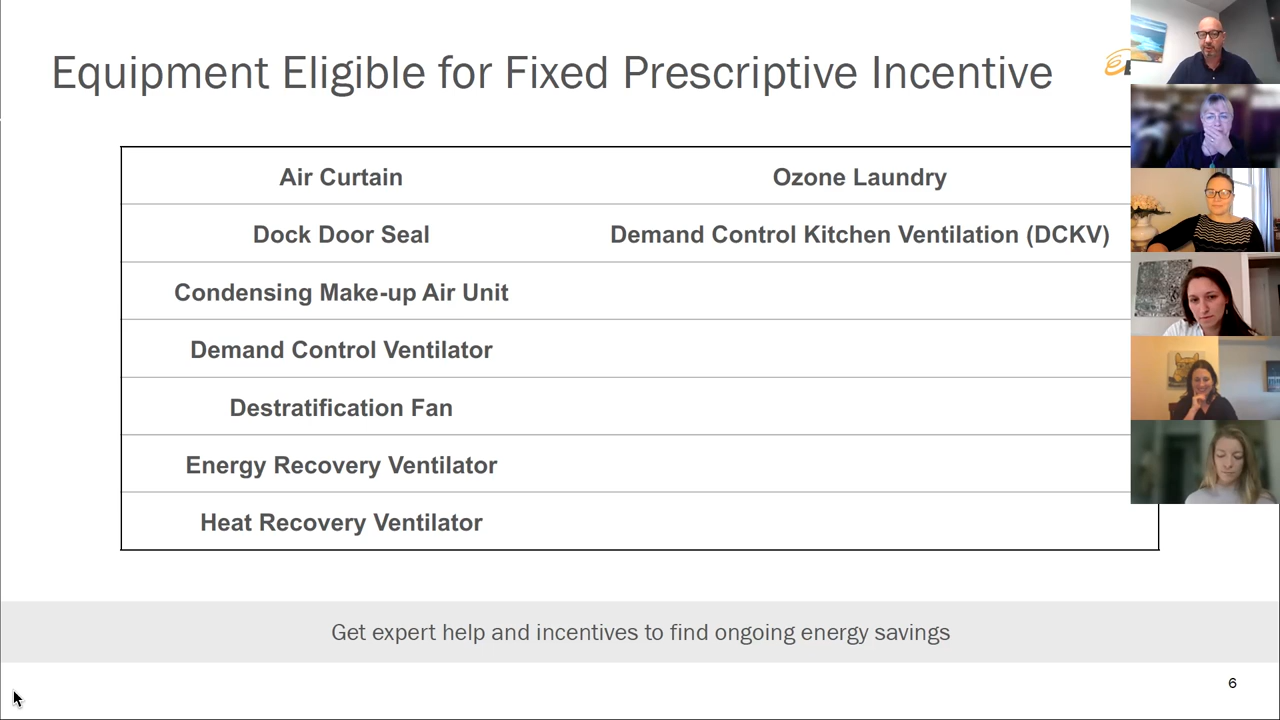 Equipment Eligible for Fixed Prescriptive Incentive
Air Curtain
Ozone Laundry
Dock Door Seal
Demand Control Kitchen Ventilation (DCKV)
Condensing Make-up Air Unit
Demand Control Ventilator
Destratification Fan
Energy Recovery Ventilator
Heat Recovery Ventilator
Get expert help and incentives to find ongoing energy savings
6